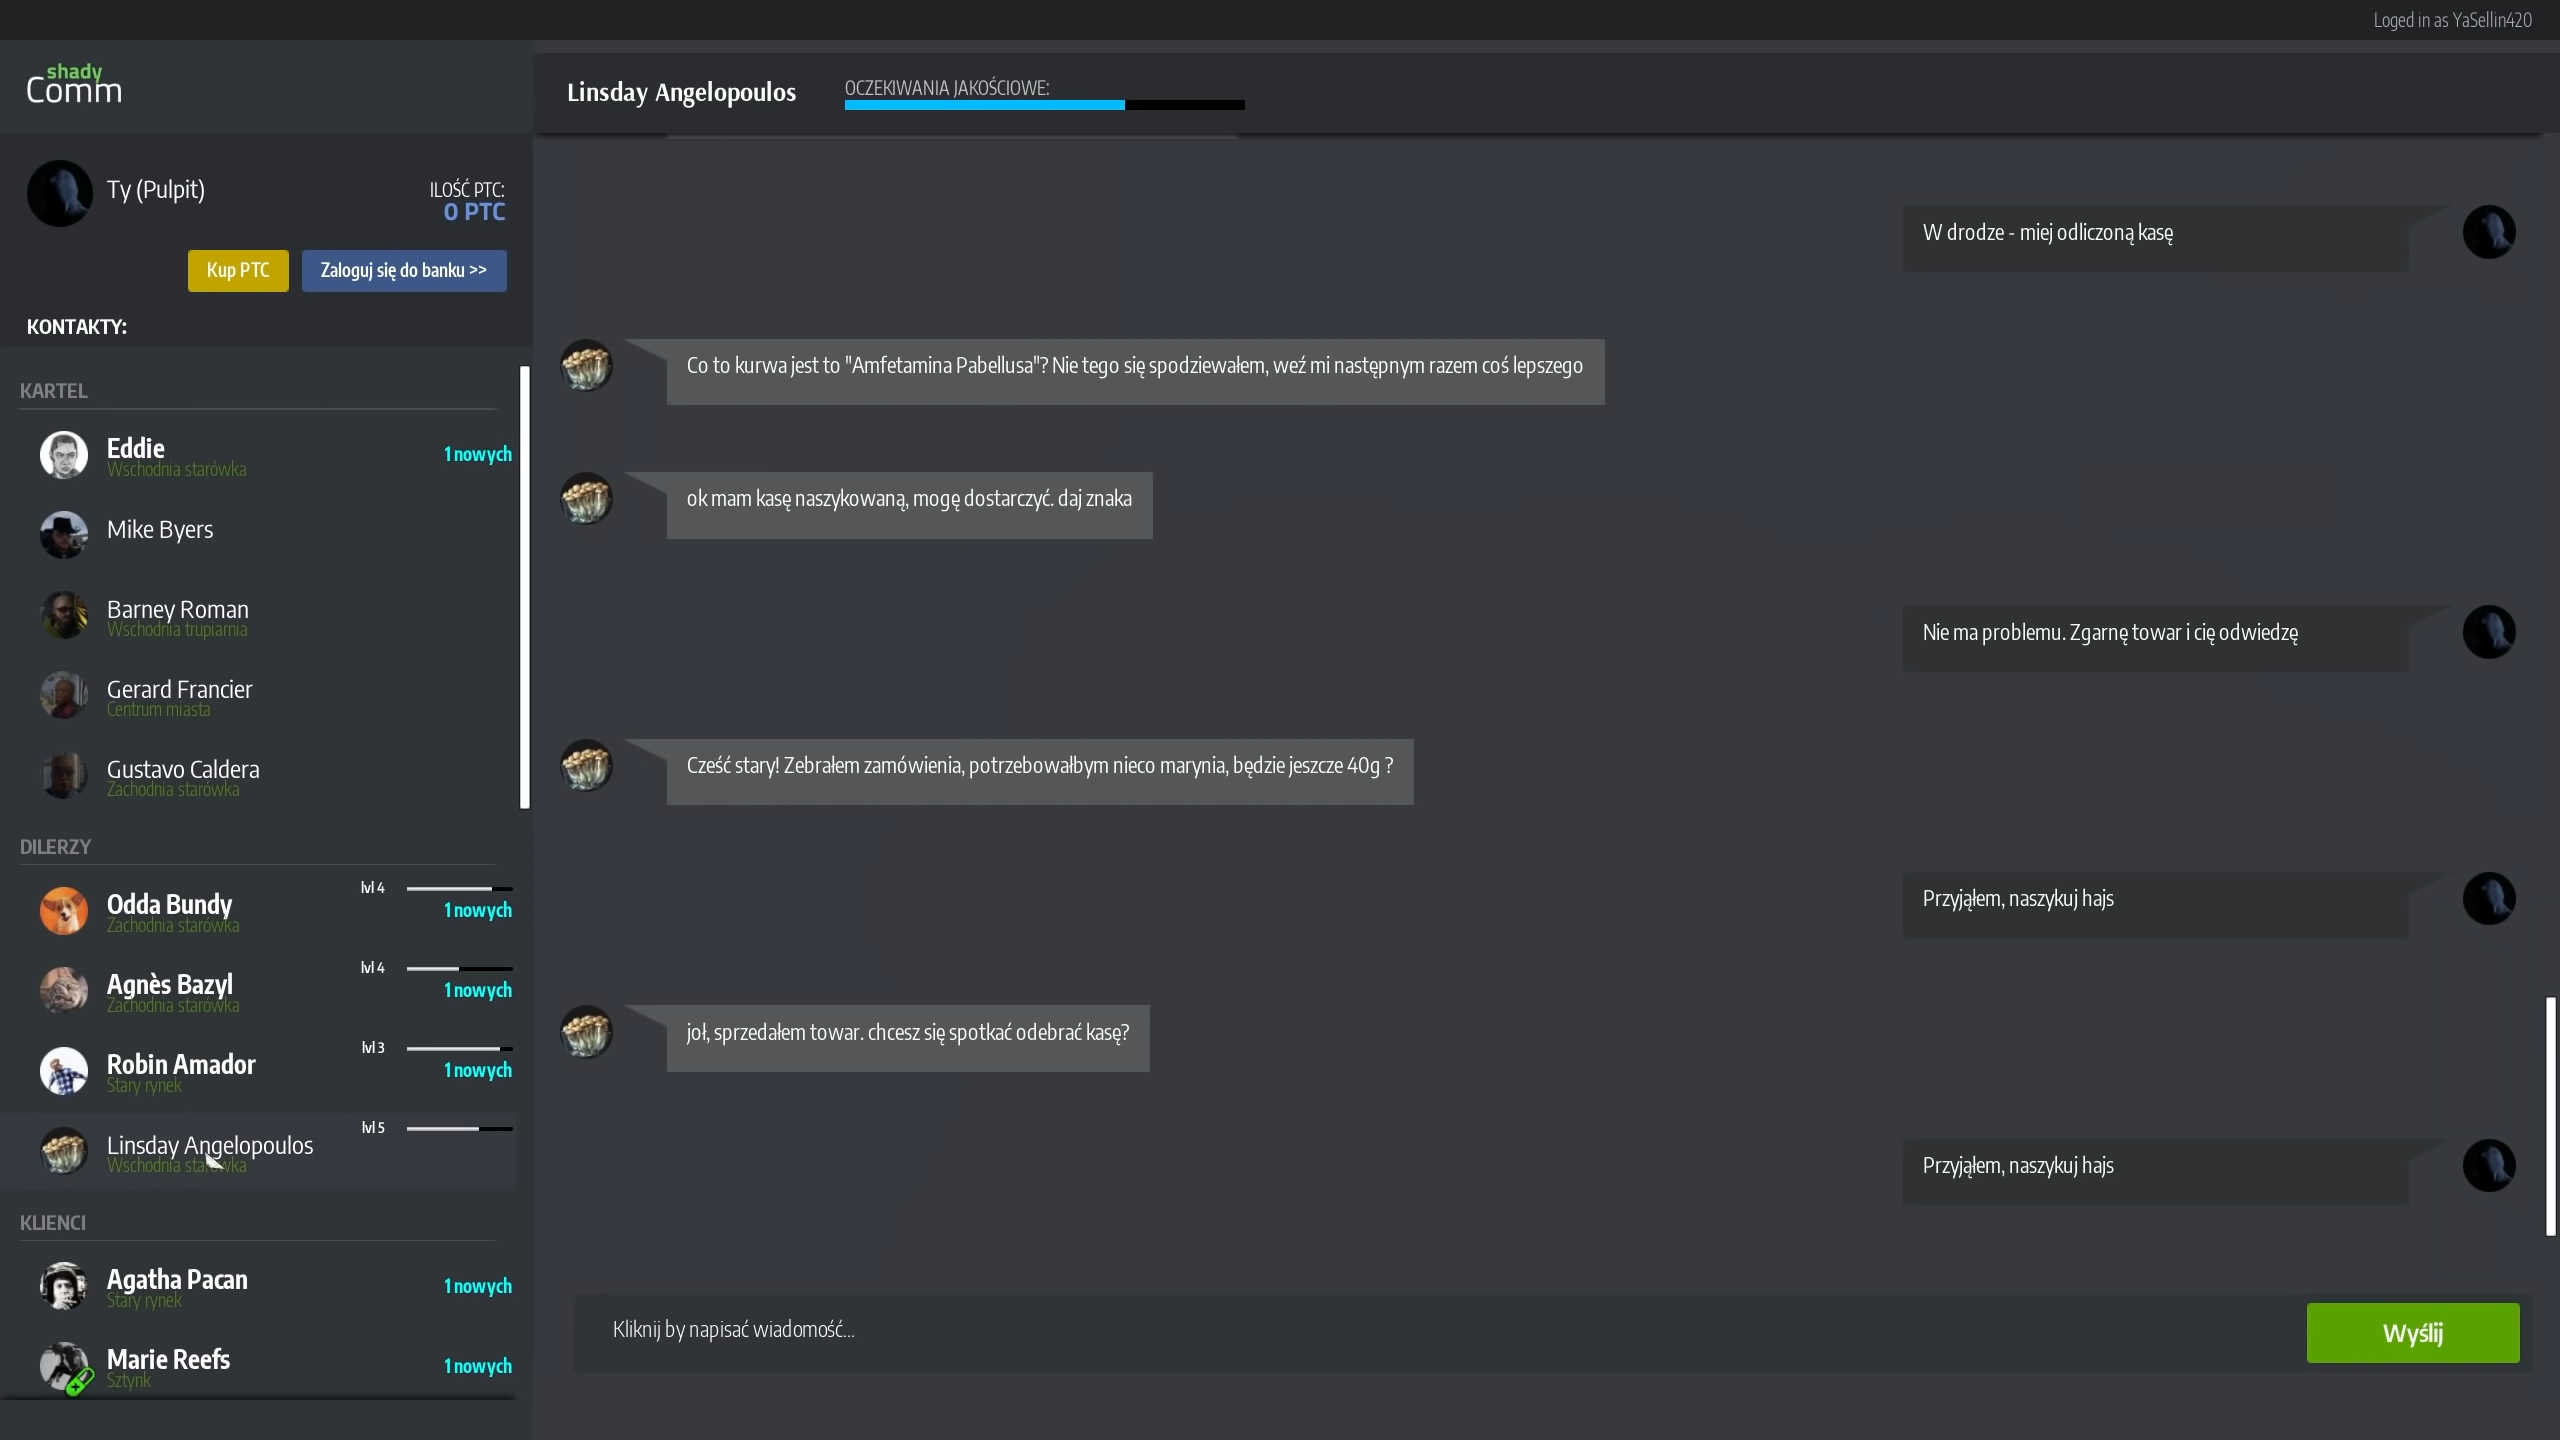 Loged in as YaSellin420
shady
Comm
Ty (Pulpit)
ILOŚĆ PTC:
0 PTC
Kup PTC
Zaloguj się do banku >>
KONTAKTY:
KARTEL
Eddie
Wschodnia starówka
1 nowych
Mike Byers
Barney Roman
Wschodnia trupiarnia
Gerard Francier
Centrum miasta
Gustavo Caldera
Zachodnia starówka
DILERZY
Odda Bundy
Zachodnia starówka
lvl 4
1 nowych
Agnès Bazyl
Zachodnia starówka
lvl 4
1 nowych
Robin Amador
Stary rynek
lvl 3
1 nowych
Linsday Angelopoulos
Wschodnia starówka
lvl 5
KLIENCI
Agatha Pacan
Stary rynek
1 nowych
Marie Reefs
Sztynk
1 nowych
Linsday Angelopoulos
OCZEKIWANIA JAKOŚCIOWE:
W drodze - miej odliczoną kasę
Co to kurwa jest to "Amfetamina Pabellusa"? Nie tego się spodziewałem, weź mi następnym razem coś lepszego
ok mam kasę naszykowaną, mogę dostarczyć. daj znaka
Nie ma problemu. Zgarnę towar i cię odwiedzę
Cześć stary! Zebrałem zamówienia, potrzebowałbym nieco marynia, będzie jeszcze 40g ?
Przyjąłem, naszykuj hajs
joł, sprzedałem towar. chcesz się spotkać odebrać kasę?
Przyjąłem, naszykuj hajs
Kliknij by napisać wiadomość...
Wyślij